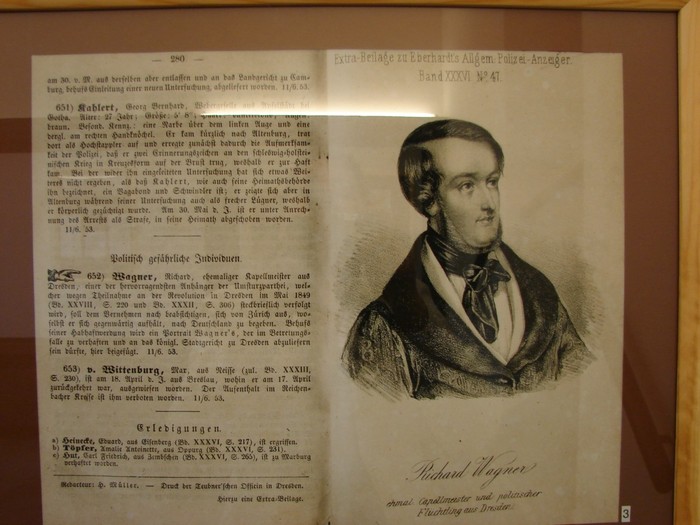 — 280 —
am 30. v. M. aus derselben aber entlassen und an das Landgericht zu Cam-
burg, behufs Einleitung einer neuen Untersuchung, abgeliefert worden. 11/6. 53.
651) Kahlert, Georg Bernhard, aus
Gotha. Alter: 27 Jahr; Größe: 5' 8";
braun. Besond. Kennz.: eine Narbe über dem linken Auge und eine
dergl. am rechten Handknöchel. Er kam kürzlich nach Altenburg, trat
dort als Hochstapler auf und erregte zunächst dadurch die Aufmerksam-
keit der Polizei, daß er zwei Erinnerungszeichen an den schleswig-holstei-
nischen Krieg in Kreuzesform auf der Brust trug, weshalb er zur Haft
kam. Bei der wider ihn eingeleiteten Untersuchung hat sich etwas Wei-
teres nicht ergeben, als daß Kahlert, wie auch seine Heimathsbehörde
ihn bezeichnet, ein Vagabond und Schwindler ist; er zeigte sich aber in
Altenburg während seiner Untersuchung auch als frecher Lügner, weshalb
er körperlich gezüchtigt wurde. Am 30. Mai d. J. ist er unter Anrech-
nung des Arrests als Strafe, in seine Heimath abgeschoben worden.
11/6. 53.
Politisch gefährliche Individuen.
652) Wagner, Richard, ehemaliger Kapellmeister aus
Dresden, einer der hervorragendsten Anhänger der Umsturzparthei, wel-
cher wegen Theilnahme an der Revolution in Dresden im Mai 1849
(Bd. XXVIII, S. 220 und Bd. XXXII, S. 306) steckbrieflich verfolgt
wird, soll dem Vernehmen nach beabsichtigen, sich von Zürich aus, wo-
selbst er sich gegenwärtig aufhält, nach Deutschland zu begeben. Behufs
seiner Habhaftwerdung wird ein Portrait Wagner's, der im Betretungs-
falle zu verhaften und an das königl. Stadtgericht zu Dresden abzuliefern
sein dürfte, hier beigefügt. 11/6. 53.
653) v. Wittenburg, Mar, aus Neisse (zul. Bd. XXXIII,
S. 250), ist am 18. April d. J. aus Breslau, wohin er am 17. April
zurückgekehrt war, ausgewiesen worden. Der Aufenthalt im Reichen-
bacher Kreise ist ihm verboten worden. 11/6. 53.
Erledigungen.
a) Heinecke, Eduard, aus Eisenberg (Bd. XXXVI, S. 217), ist ergriffen.
b) Töpfer, Amalie Antoinette, aus Oppurg (Bd. XXXVI, S. 231).
c) Hut, Carl Friedrich, aus (Bd. XXXVI, S. 265), ist zu Marburg
verhaftet worden.
Redacteur: H. Müller. — Druck der Teubner'schen Officin in Dresden.
Hierzu eine Extra-Beilage.
Extra-Beilage zu Eberhardts Allgem. Polizei-Anzeiger.
Band XXXVI No 47.
Richard Wagner
ehmal. Capellmeister und politischer
Flüchtling aus Dresden.
3